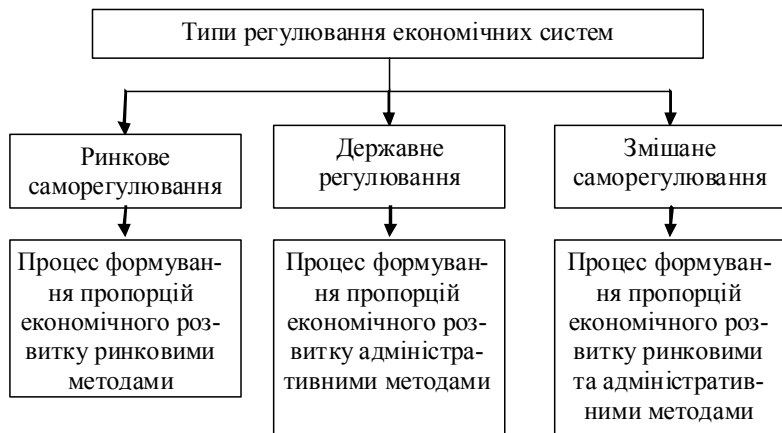 Типи регулювання економічних систем
Ринкове
саморегулювання
Державне
регулювання
Змішане
саморегулювання
Процес формуван-
ня пропорцій
економічного роз-
витку ринковими
методами
Процес формуван-
ня пропорцій
економічного роз-
витку адміністра-
тивними методами
Процес формуван-
ня пропорцій
економічного роз-
витку ринковими
та адміністратив-
ними методами